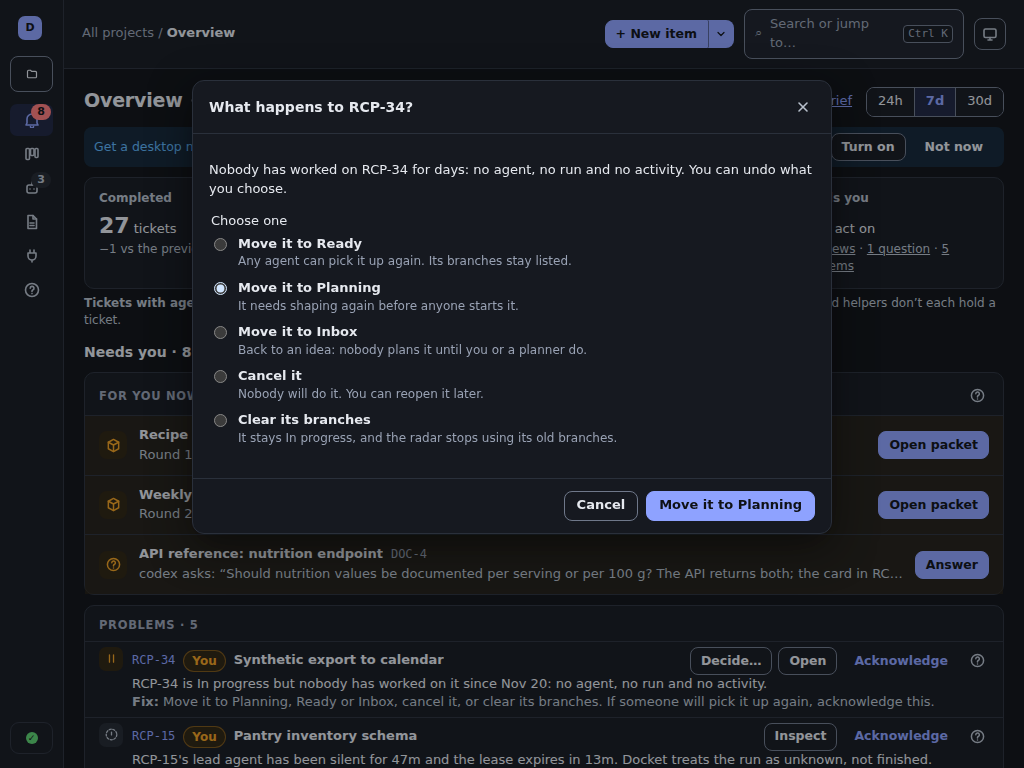 D
All projects / Overview
+ New item
Search or jump to…
Ctrl K
8
3
Overview
rief
24h 7d 30d
Get a desktop n
Turn on
Not now
Completed
27 tickets
−1 vs the previ
s you
act on
ews · 1 question · 5
ems
Tickets with age
d helpers don’t each hold a
ticket.
Needs you · 8
FOR YOU NOW
Recipe
Round 1
Open packet
Weekly
Round 2
Open packet
API reference: nutrition endpoint DOC-4
codex asks: “Should nutrition values be documented per serving or per 100 g? The API returns both; the card in RC…
Answer
PROBLEMS · 5
RCP-34 You Synthetic export to calendar
Decide… Open Acknowledge
RCP-34 is In progress but nobody has worked on it since Nov 20: no agent, no run and no activity.
Fix: Move it to Planning, Ready or Inbox, cancel it, or clear its branches. If someone will pick it up again, acknowledge this.
RCP-15 You Pantry inventory schema
Inspect Acknowledge
RCP-15's lead agent has been silent for 47m and the lease expires in 13m. Docket treats the run as unknown, not finished.
What happens to RCP-34?
Nobody has worked on RCP-34 for days: no agent, no run and no activity. You can undo what
you choose.
Choose one
Move it to Ready
Any agent can pick it up again. Its branches stay listed.
Move it to Planning
It needs shaping again before anyone starts it.
Move it to Inbox
Back to an idea: nobody plans it until you or a planner do.
Cancel it
Nobody will do it. You can reopen it later.
Clear its branches
It stays In progress, and the radar stops using its old branches.
Cancel
Move it to Planning